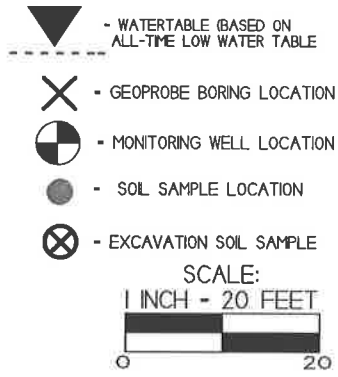 - WATERTABLE (BASED ON
ALL-TIME LOW WATER TABLE
- GEOPROBE BORING LOCATION
- MONITORING WELL LOCATION
- SOIL SAMPLE LOCATION
- EXCAVATION SOIL SAMPLE
SCALE:
1 INCH - 20 FEET
0 20